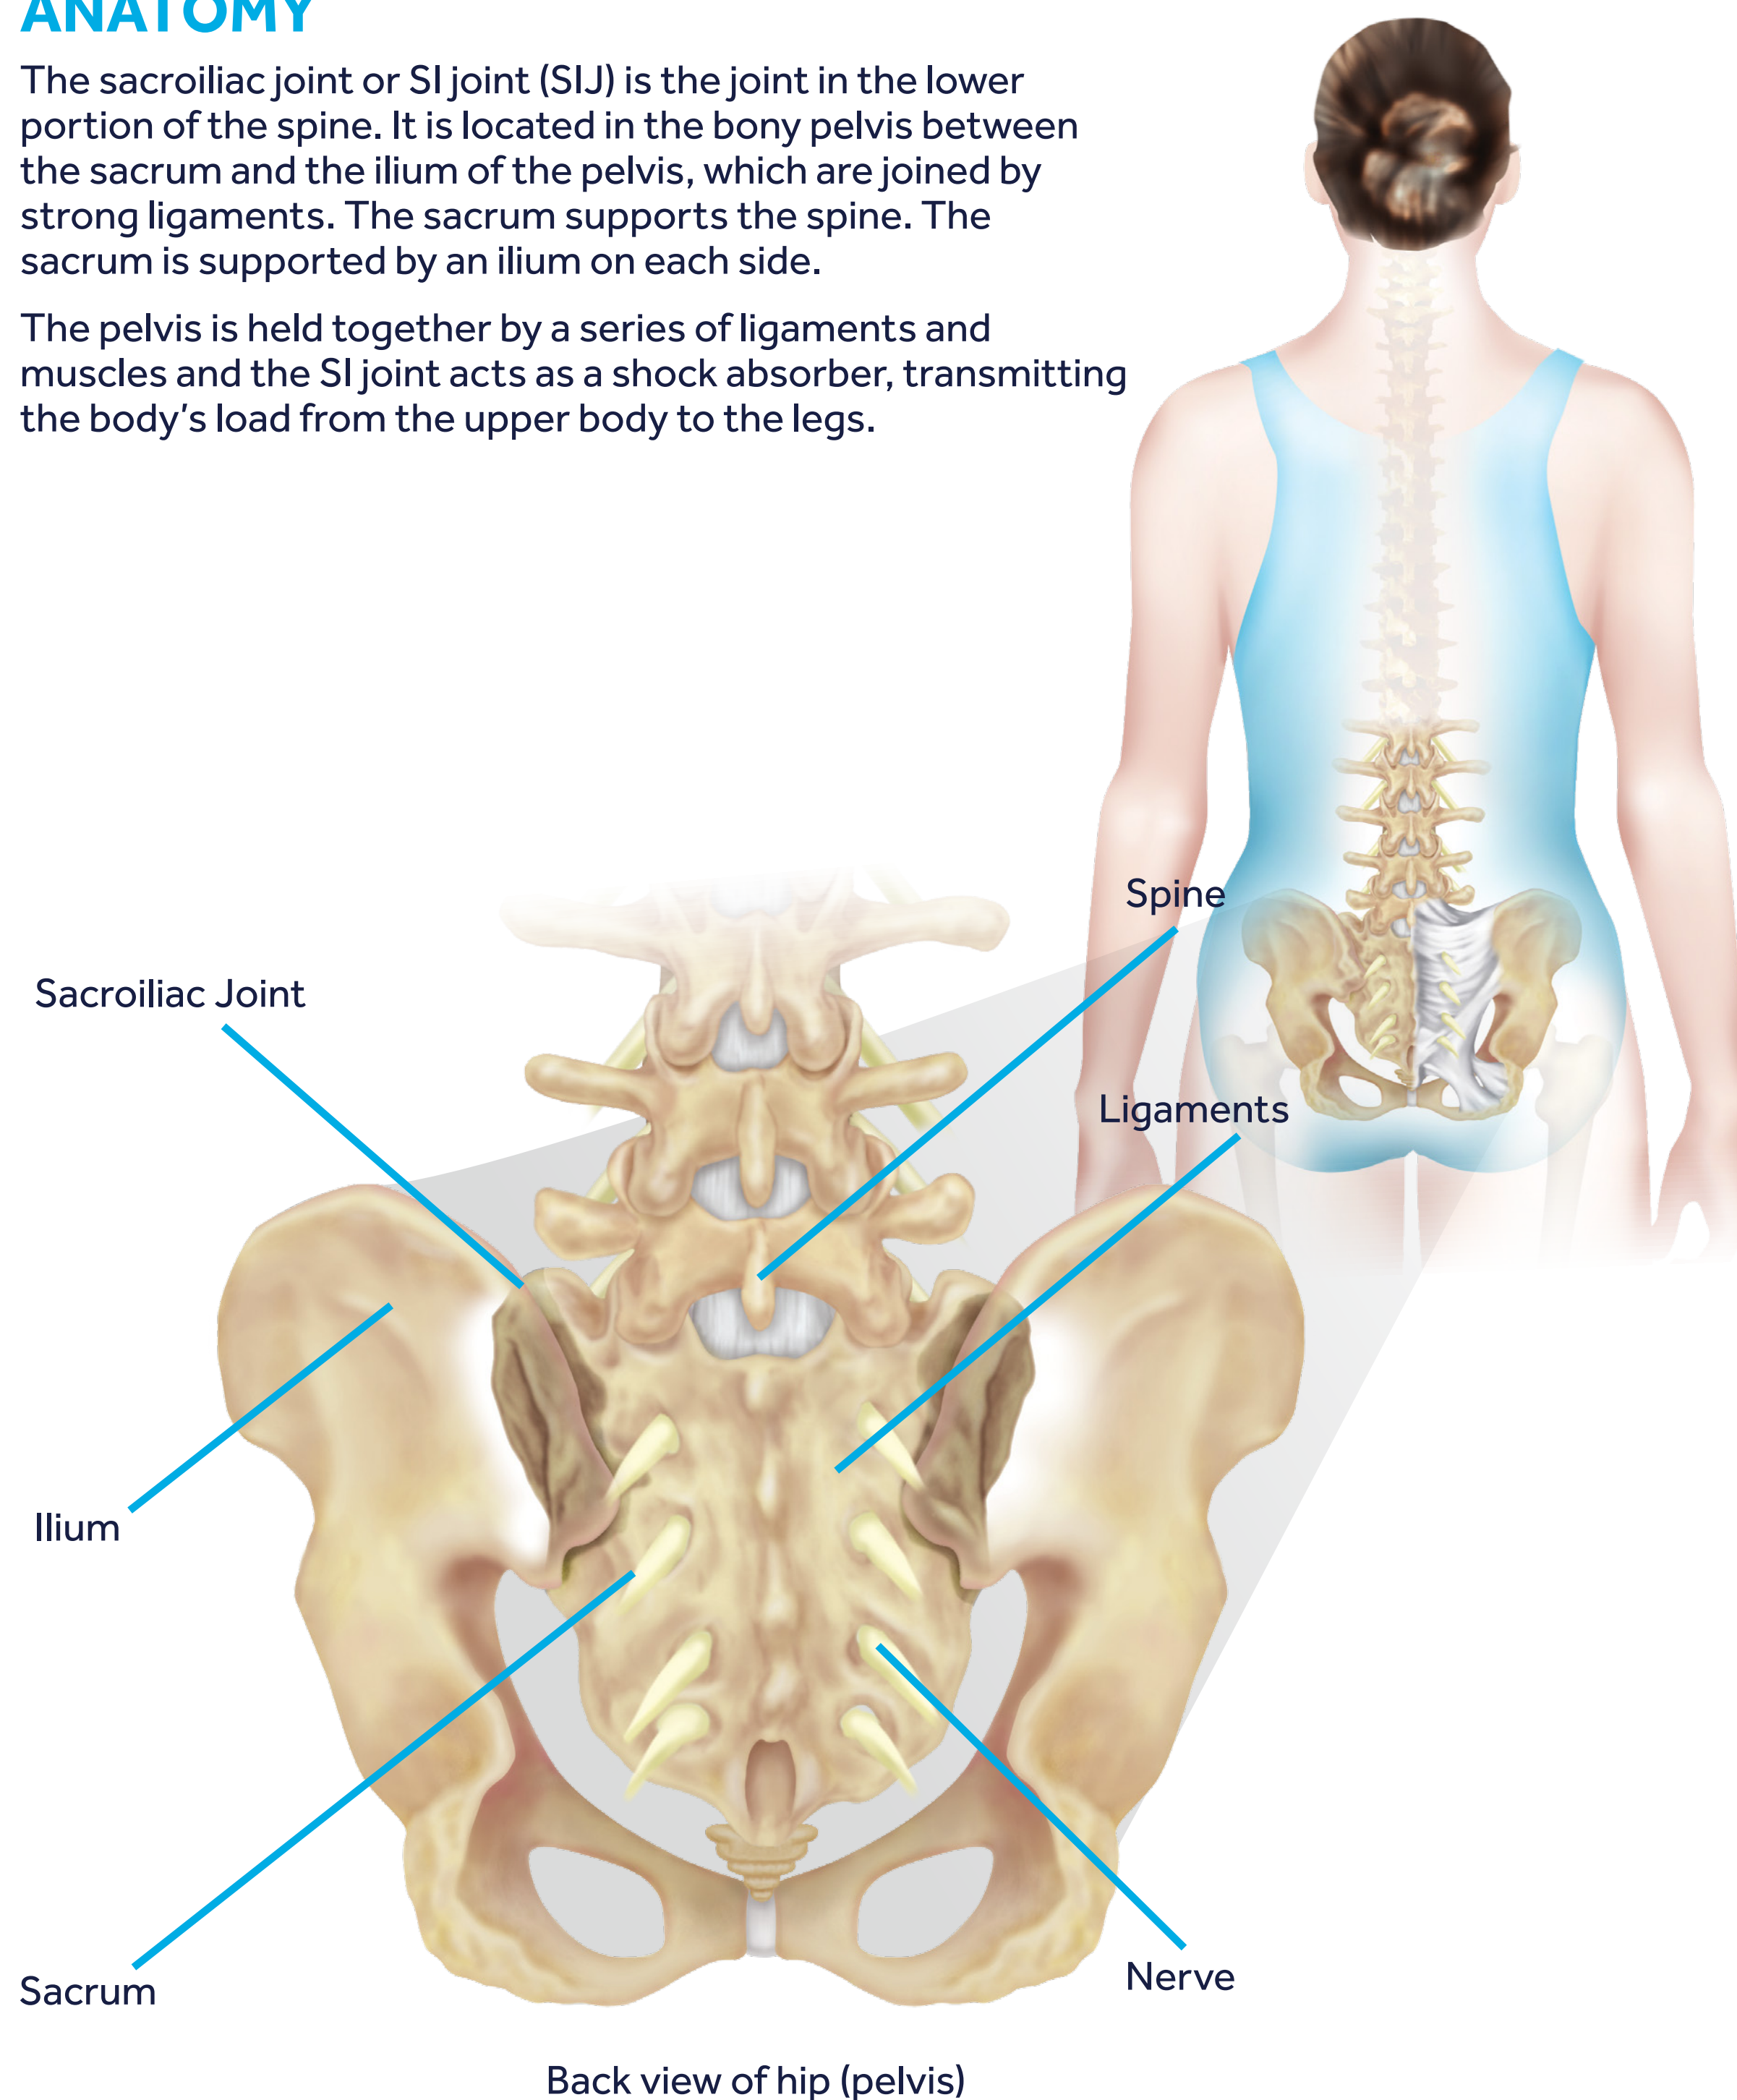 ANATOMY
The sacroiliac joint or SI joint (SIJ) is the joint in the lower
portion of the spine. It is located in the bony pelvis between
the sacrum and the ilium of the pelvis, which are joined by
strong ligaments. The sacrum supports the spine. The
sacrum is supported by an ilium on each side.
The pelvis is held together by a series of ligaments and
muscles and the SI joint acts as a shock absorber, transmitting
the body’s load from the upper body to the legs.
Spine
Sacroiliac Joint
Ligaments
Ilium
Nerve
Sacrum
Back view of hip (pelvis)